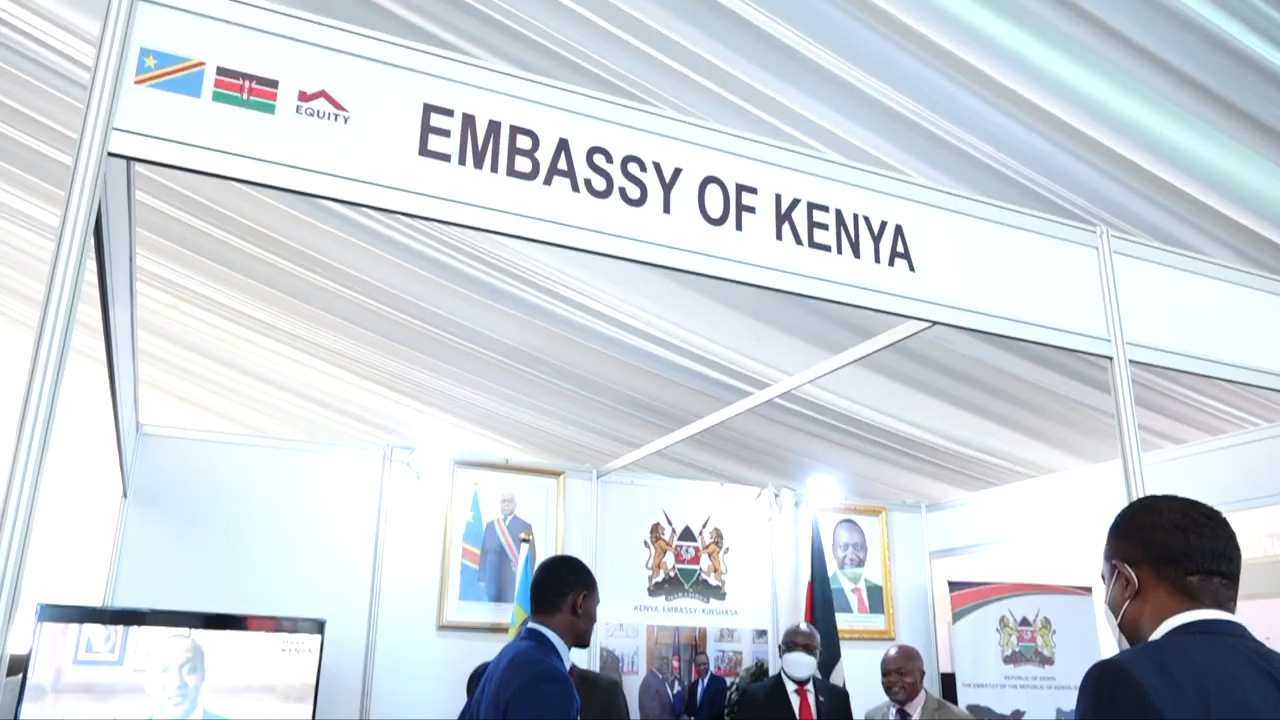 EQUITY
EMBASSY OF KENYA
HARAMBEE
KENYA EMBASSY-KINSHASA
KENYA
REPUBLIC OF KENYA
THE EMBASSY OF THE REPUBLIC OF KENYA